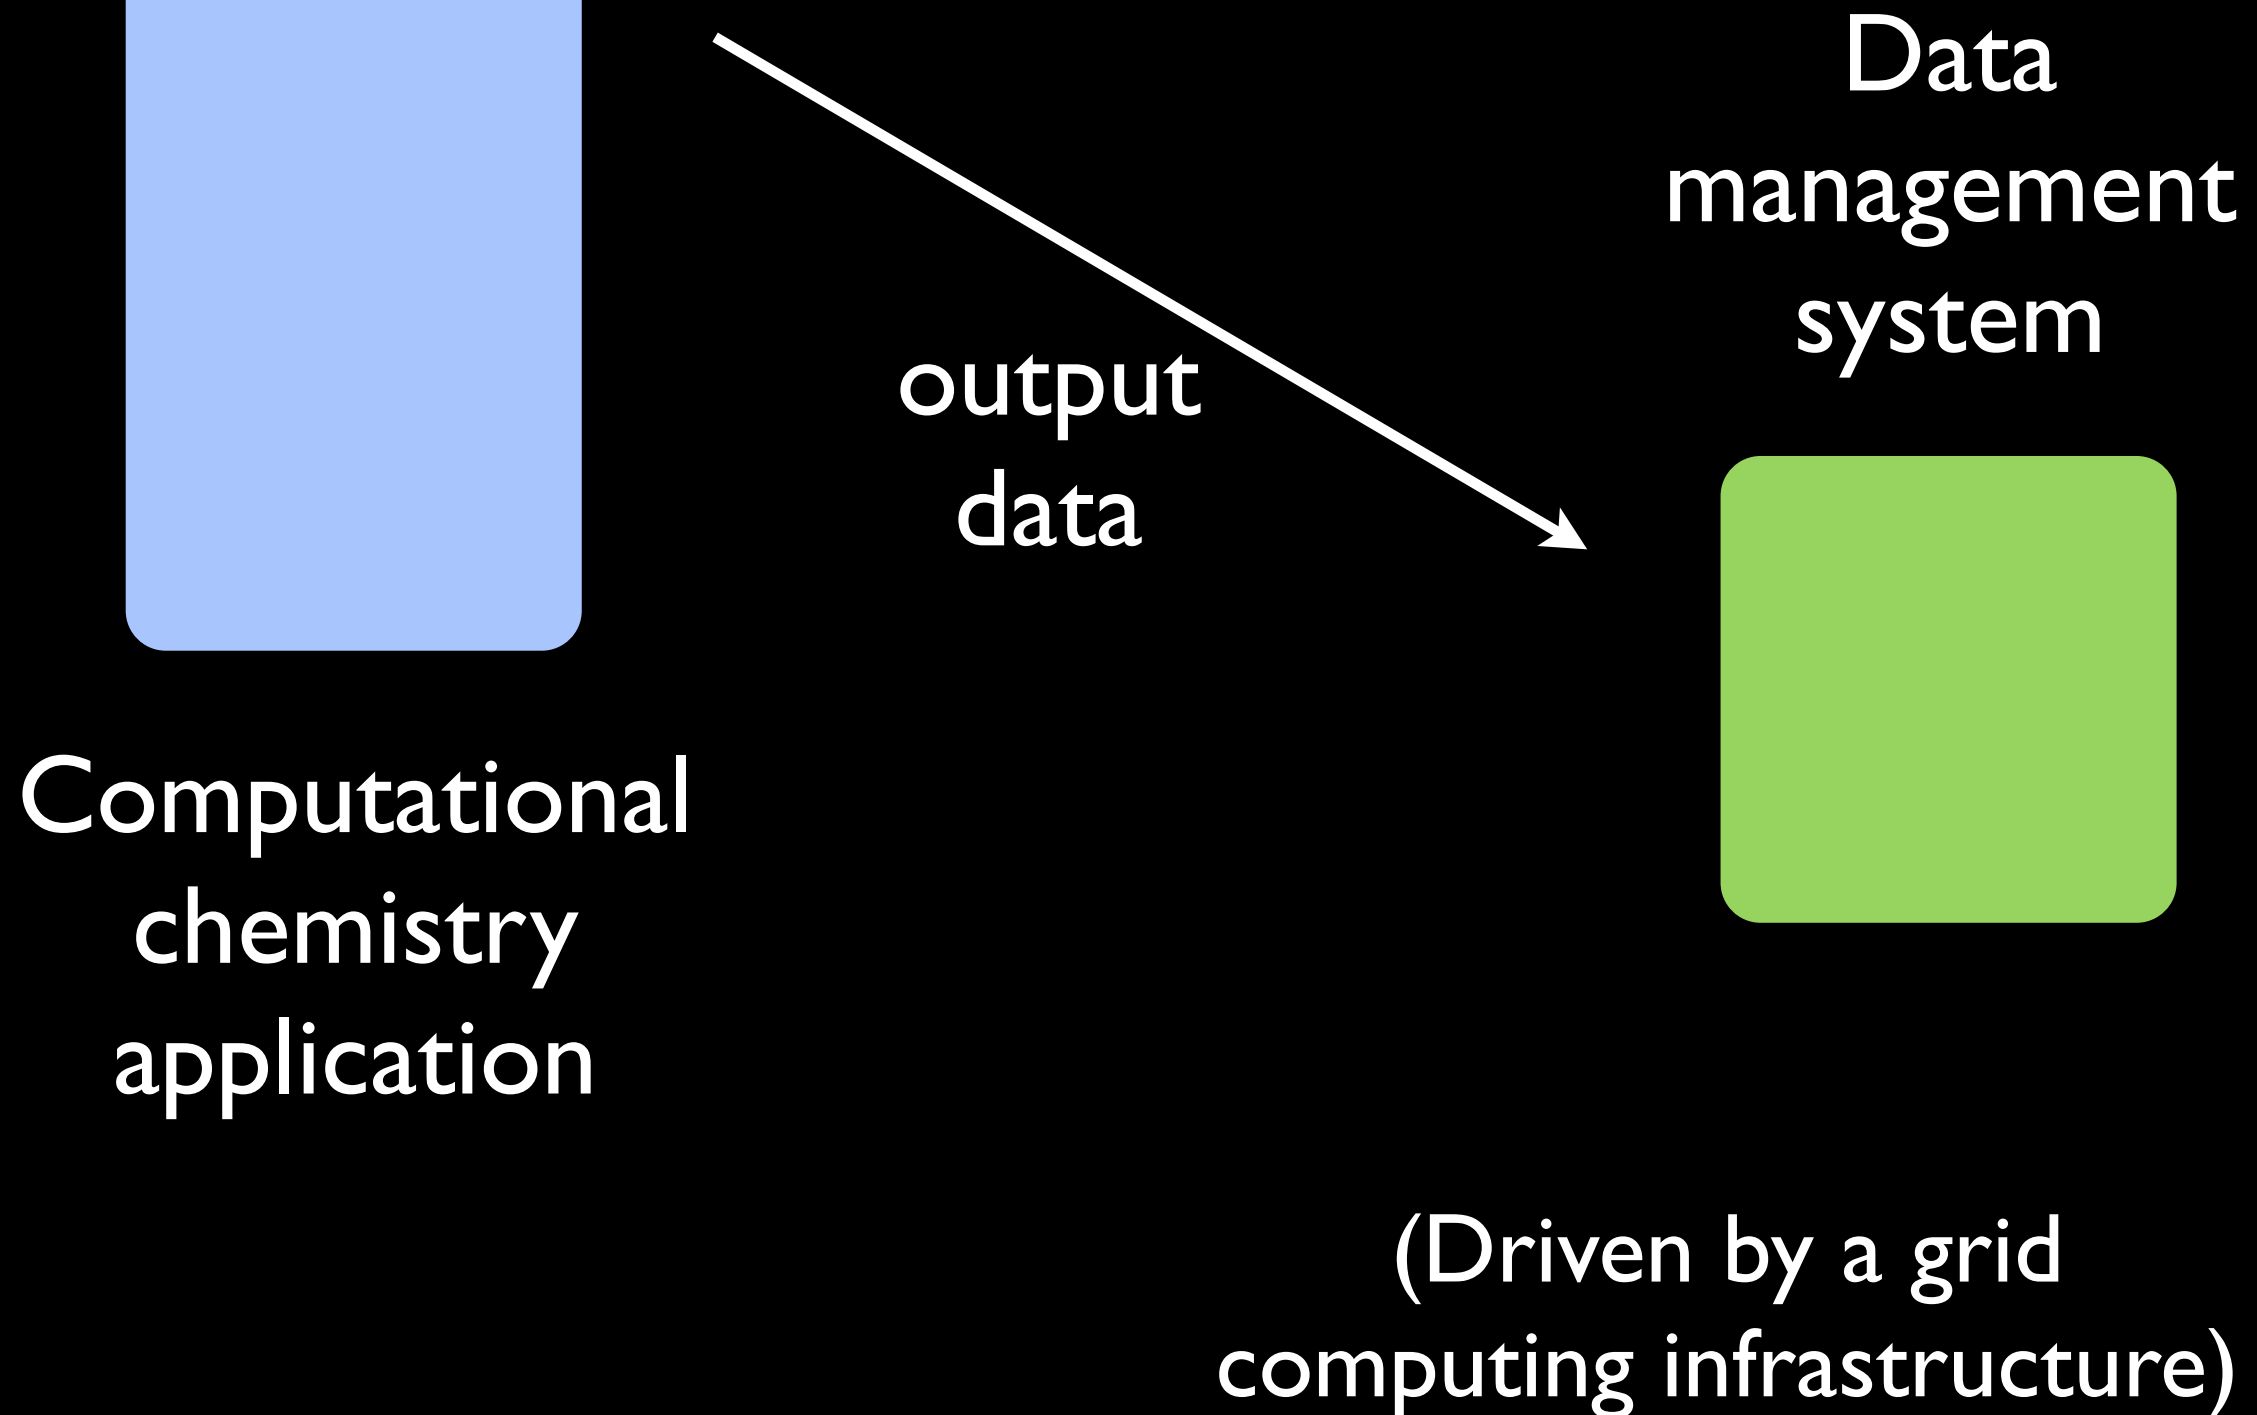 Data
management
system
output
data
Computational
chemistry
application
(Driven by a grid
computing infrastructure)